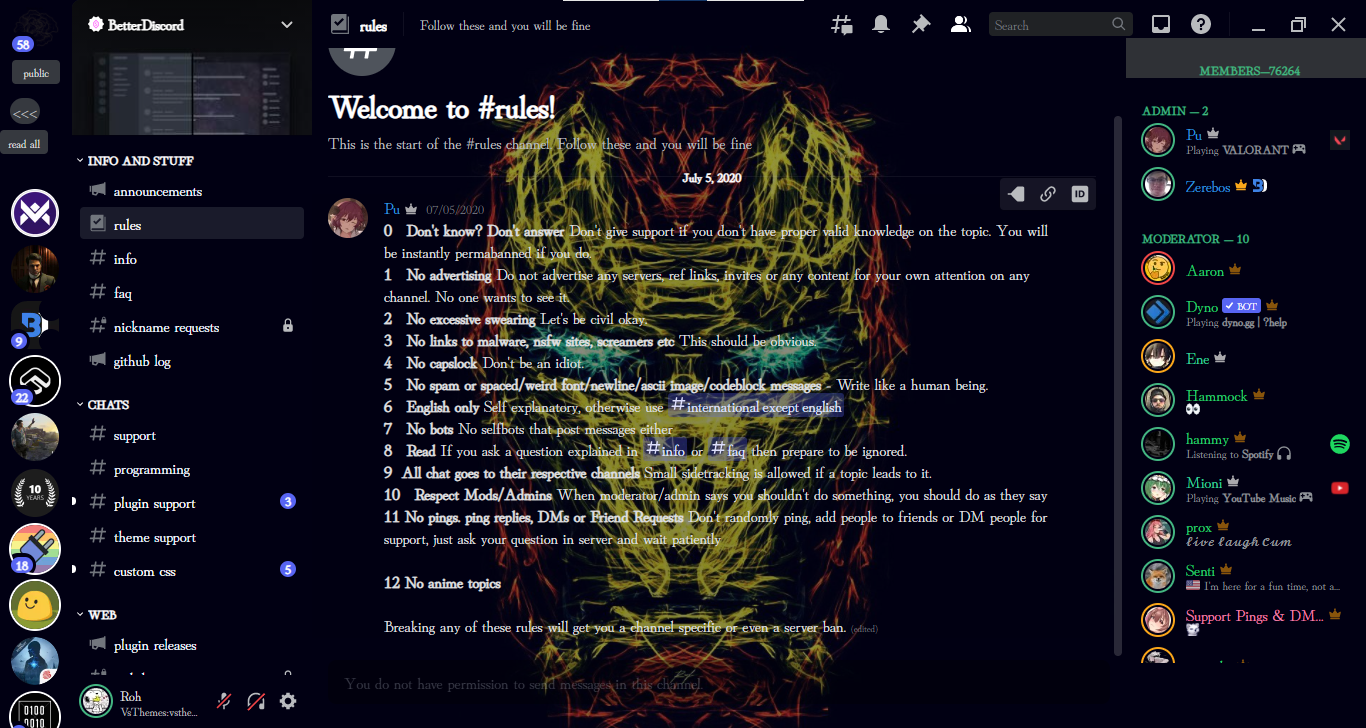 58
public
<<<
read all
9
22
10
YEARS
18
0100
BetterDiscord
INFO AND STUFF
announcements
rules
info
faq
nickname requests
github log
CHATS
support
programming
plugin support
3
theme support
custom css
5
WEB
plugin releases
Roh
VsThemes:vsthe...
rules
Follow these and you will be fine
Search
Welcome to #rules!
This is the start of the #rules channel. Follow these and you will be fine
July 5, 2020
ID
Pu 07/05/2020
0 Don't know? Don't answer Don't give support if you don't have proper valid knowledge on the topic. You will
be instantly permabanned if you do.
1 No advertising Do not advertise any servers, ref links, invites or any content for your own attention on any
channel. No one wants to see it.
2 No excessive swearing Let's be civil okay.
3 No links to malware, nsfw sites, screamers etc This should be obvious.
4 No capslock Don't be an idiot.
5 No spam or spaced/weird font/newline/ascii image/codeblock messages - Write like a human being.
6 English only Self explanatory, otherwise use #international except english
7 No bots No selfbots that post messages either
8 Read If you ask a question explained in #info or #faq then prepare to be ignored.
9 All chat goes to their respective channels Small sidetracking is allowed if a topic leads to it.
10 Respect Mods/Admins When moderator/admin says you shouldn't do something, you should do as they say
11 No pings. ping replies, DMs or Friend Requests Don't randomly ping, add people to friends or DM people for
support, just ask your question in server and wait patiently
12 No anime topics
Breaking any of these rules will get you a channel specific or even a server ban. (edited)
You do not have permission to send messages in this channel.
MEMBERS—76264
ADMIN — 2
Pu
Playing VALORANT
Zerebos
MODERATOR — 10
Aaron
Dyno ✓ BOT
Playing dyno.gg | ?help
Ene
Hammock
hammy
Listening to Spotify
Mioni
Playing YouTube Music
prox
𝓁𝒾𝓋𝑒 𝓁𝒶𝓊𝑔𝒽 𝒸𝓊𝓂
Senti
I'm here for a fun time, not a...
Support Pings & DM...